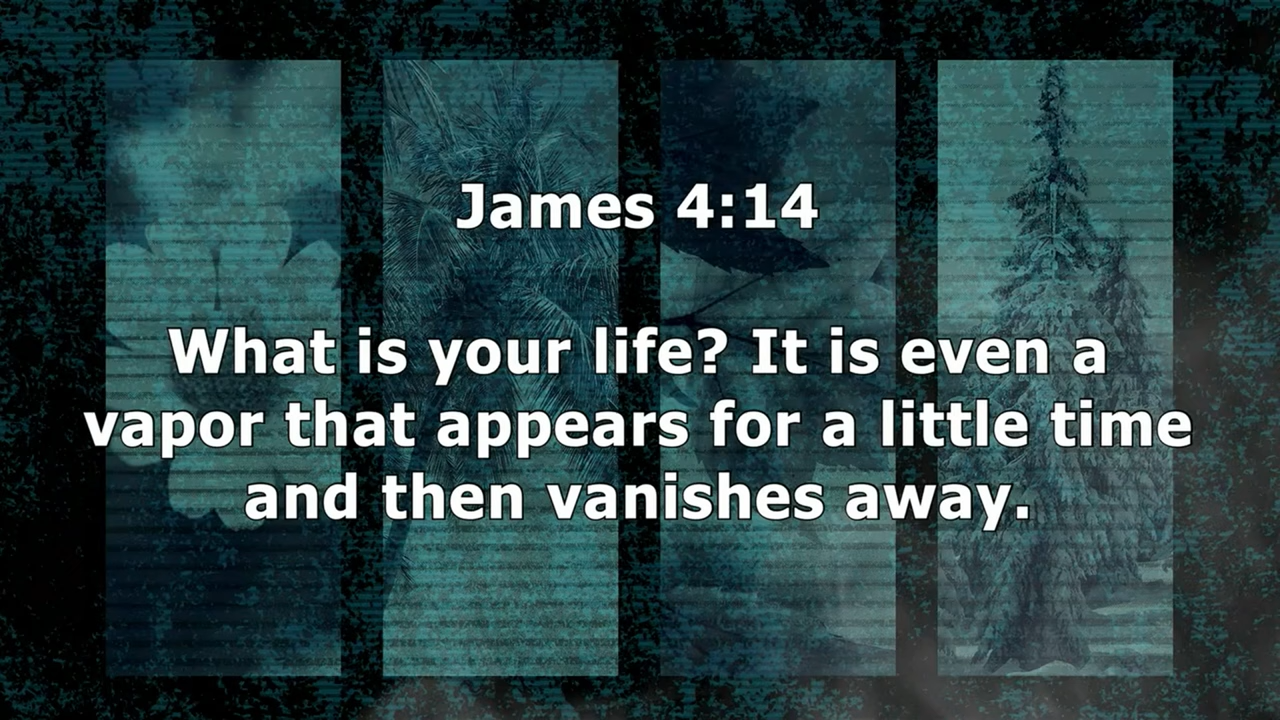 James 4:14
What is your life? It is even a
vapor that appears for a little time
and then vanishes away.